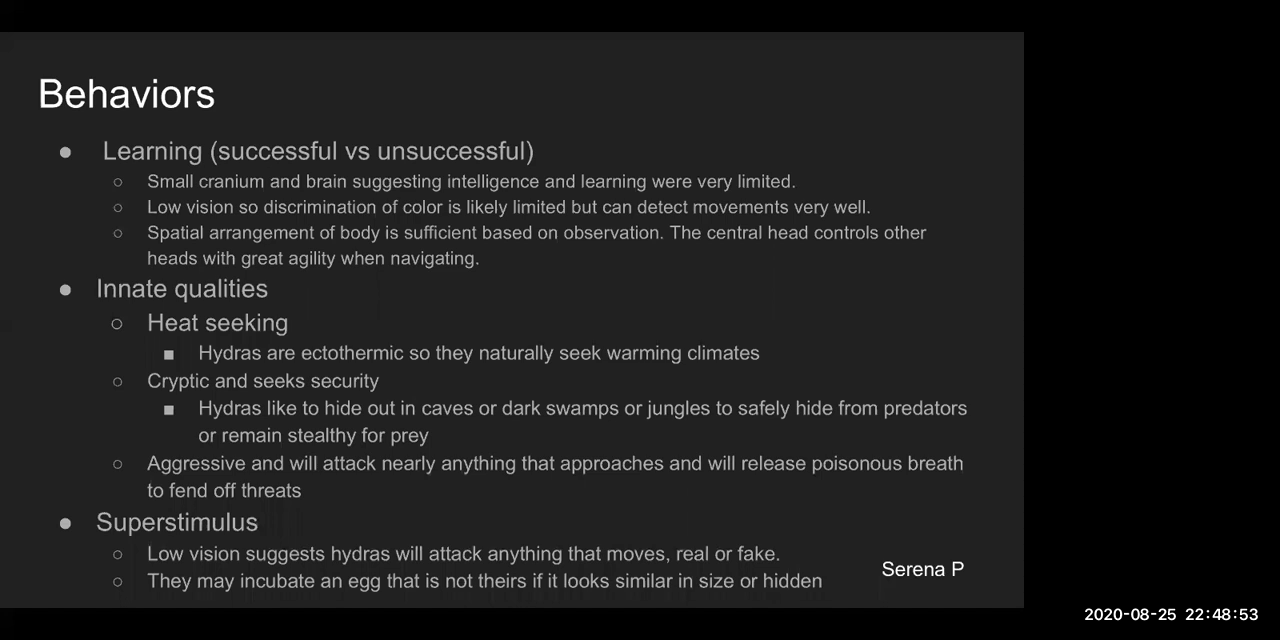 Behaviors
Learning (successful vs unsuccessful)
Small cranium and brain suggesting intelligence and learning were very limited.
Low vision so discrimination of color is likely limited but can detect movements very well.
Spatial arrangement of body is sufficient based on observation. The central head controls other
heads with great agility when navigating.
Innate qualities
Heat seeking
Hydras are ectothermic so they naturally seek warming climates
Cryptic and seeks security
Hydras like to hide out in caves or dark swamps or jungles to safely hide from predators
or remain stealthy for prey
Aggressive and will attack nearly anything that approaches and will release poisonous breath
to fend off threats
Superstimulus
Low vision suggests hydras will attack anything that moves, real or fake.
They may incubate an egg that is not theirs if it looks similar in size or hidden
Serena P
2020-08-25 22:48:53